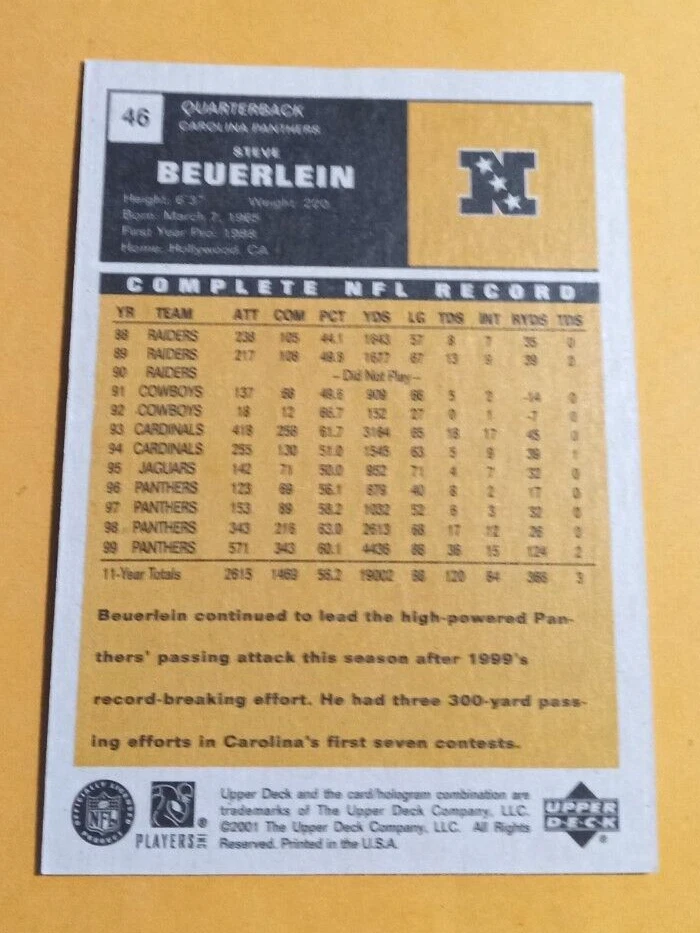 46
QUARTERBACK
CAROLINA PANTHERS
STEVE
BEUERLEIN
Height: 6'3" Weight: 220
Born: March 7, 1965
First Year Pro: 1988
Home: Hollywood, CA
N
COMPLETE NFL RECORD
YR TEAM ATT COM PCT YDS LG TDS INT RYDS TDS
88 RAIDERS 238 105 44.1 1643 57 8 7 35 0
89 RAIDERS 217 108 49.8 1677 67 13 9 39 2
90 RAIDERS – Did Not Play –
91 COWBOYS 137 68 49.6 909 66 5 2 -14 0
92 COWBOYS 18 12 66.7 152 27 0 1 -7 0
93 CARDINALS 418 258 61.7 3164 65 18 17 45 0
94 CARDINALS 255 130 51.0 1545 63 5 9 39 1
95 JAGUARS 142 71 50.0 952 71 4 7 32 0
96 PANTHERS 123 69 56.1 879 40 8 2 17 0
97 PANTHERS 153 89 58.2 1032 52 6 3 32 0
98 PANTHERS 343 216 63.0 2613 68 17 12 26 0
99 PANTHERS 571 343 60.1 4436 88 36 15 124 2
11-Year Totals 2615 1469 56.2 19002 88 120 84 368 3
Beuerlein continued to lead the high-powered Pan-
thers' passing attack this season after 1999's
record-breaking effort. He had three 300-yard pass-
ing efforts in Carolina's first seven contests.
OFFICIALLY LICENSED
NFL
PRODUCT
PLAYERS INC
Upper Deck and the card/hologram combination are
trademarks of The Upper Deck Company, LLC.
©2001 The Upper Deck Company, LLC. All Rights
Reserved. Printed in the U.S.A.
UPPER
DECK